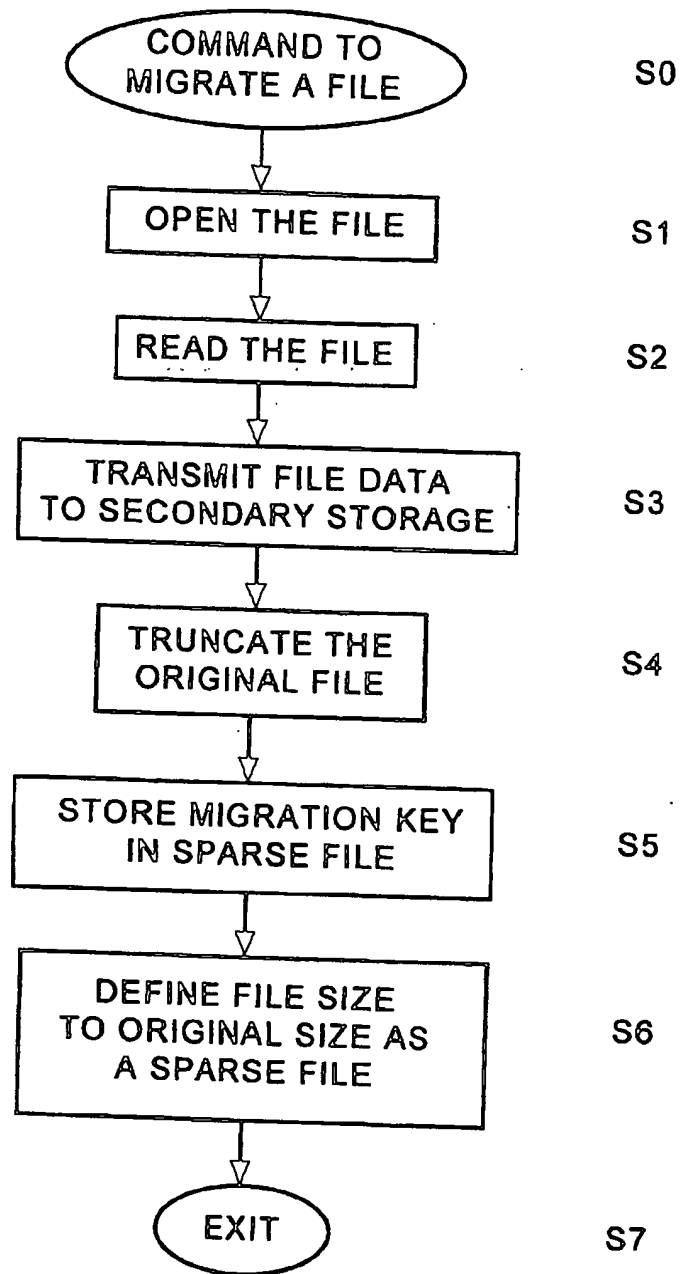 COMMAND TO
MIGRATE A FILE
S0
OPEN THE FILE
S1
READ THE FILE
S2
TRANSMIT FILE DATA
TO SECONDARY STORAGE
S3
TRUNCATE THE
ORIGINAL FILE
S4
STORE MIGRATION KEY
IN SPARSE FILE
S5
DEFINE FILE SIZE
TO ORIGINAL SIZE AS
A SPARSE FILE
S6
EXIT
S7